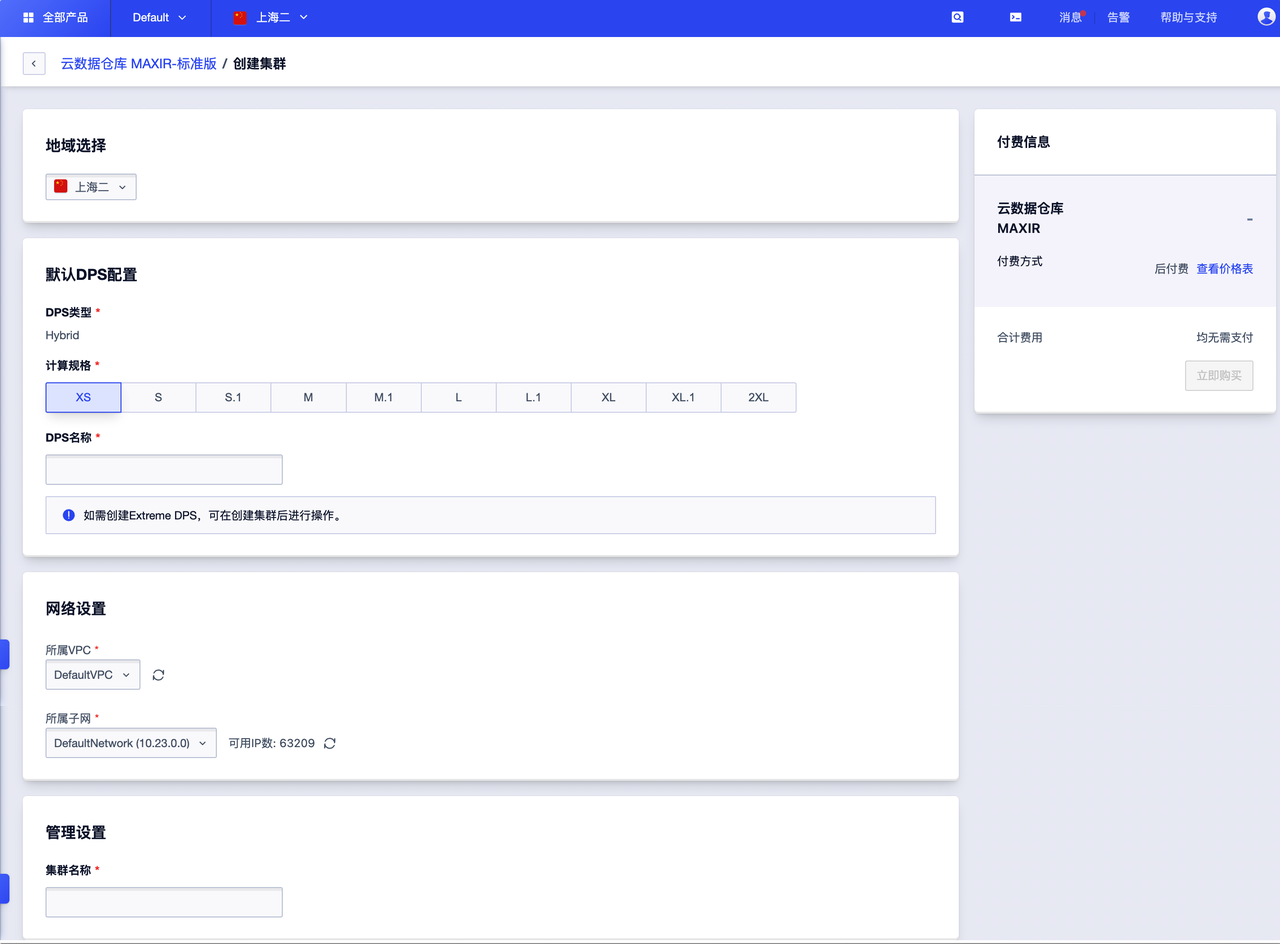 全部产品
Default
上海二
消息
告警
帮助与支持
云数据仓库 MAXIR-标准版 / 创建集群
地域选择
上海二
默认DPS配置
DPS类型 *
Hybrid
计算规格 *
XS S S.1 M M.1 L L.1 XL XL.1 2XL
DPS名称 *
如需创建Extreme DPS，可在创建集群后进行操作。
网络设置
所属VPC *
DefaultVPC
所属子网 *
DefaultNetwork (10.23.0.0) 可用IP数: 63209
管理设置
集群名称 *
付费信息
云数据仓库
MAXIR
-
付费方式
后付费 查看价格表
合计费用 均无需支付
立即购买